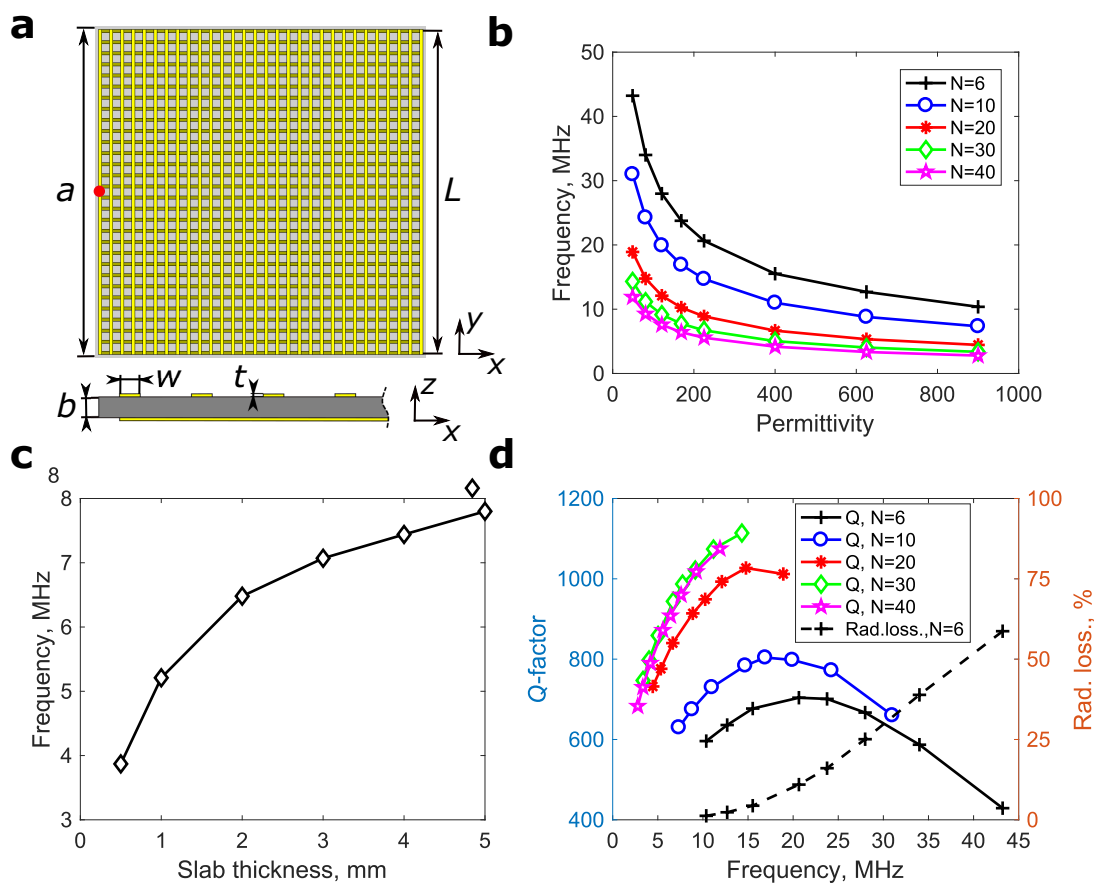 a
a
L
y
x
w
t
b
z
x
b
50
40
30
20
10
0
Frequency, MHz
N=6
N=10
N=20
N=30
N=40
0 200 400 600 800 1000
Permittivity
c
8
8
7
6
5
4
3
Frequency, MHz
0 1 2 3 4 5
Slab thickness, mm
d
1200
1000
800
600
400
Q-factor
Q, N=6
Q, N=10
Q, N=20
Q, N=30
Q, N=40
Rad.loss.,N=6
100
75
50
25
0
Rad. loss., %
0 5 10 15 20 25 30 35 40 45
Frequency, MHz